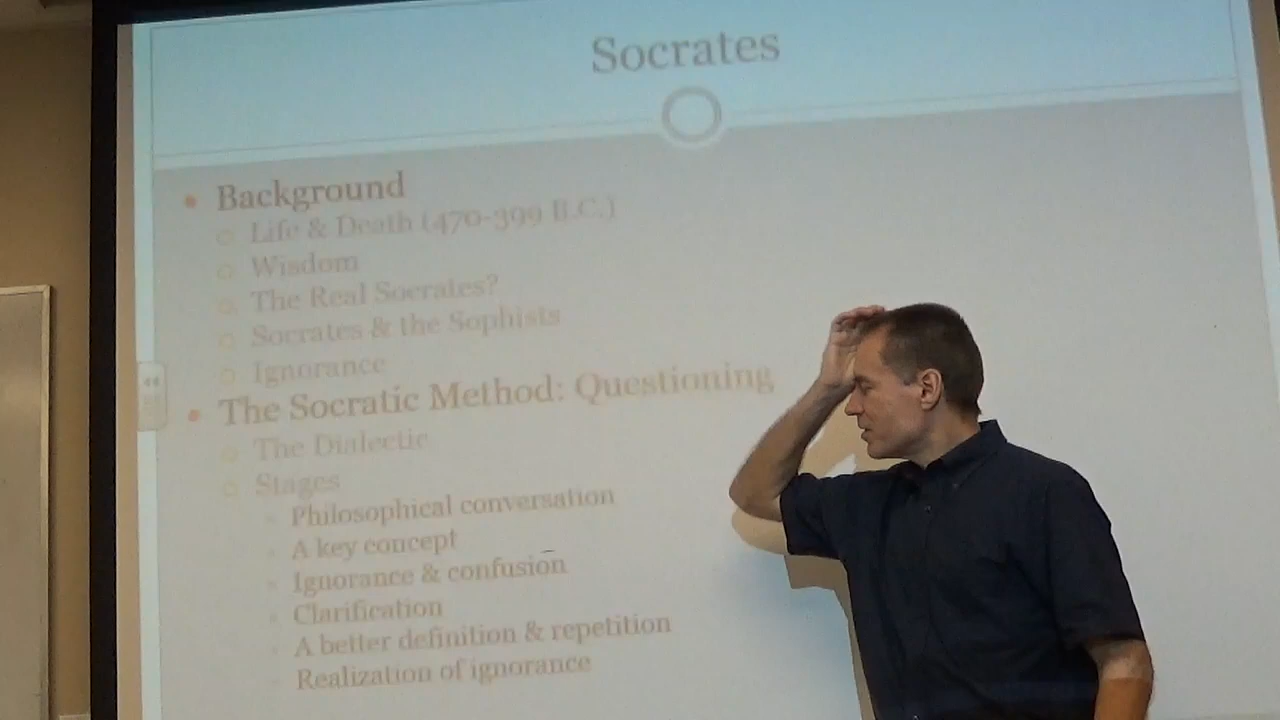 Socrates
Background
Life & Death (470-399 B.C.)
Wisdom
The Real Socrates?
Socrates & the Sophists
Ignorance
The Socratic Method: Questioning
The Dialectic
Stages
Philosophical conversation
A key concept
Ignorance & confusion
Clarification
A better definition & repetition
Realization of ignorance